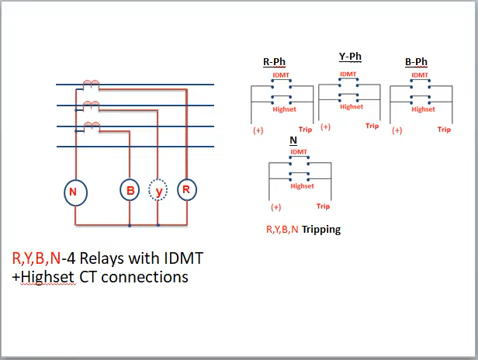 R-Ph Y-Ph B-Ph
IDMT IDMT IDMT
Highset Highset Highset
(+) Trip (+) Trip (+) Trip
N
IDMT
Highset
(+) Trip
N B y R
R,Y,B,N Tripping
R,Y,B,N-4 Relays with IDMT
+Highset CT connections